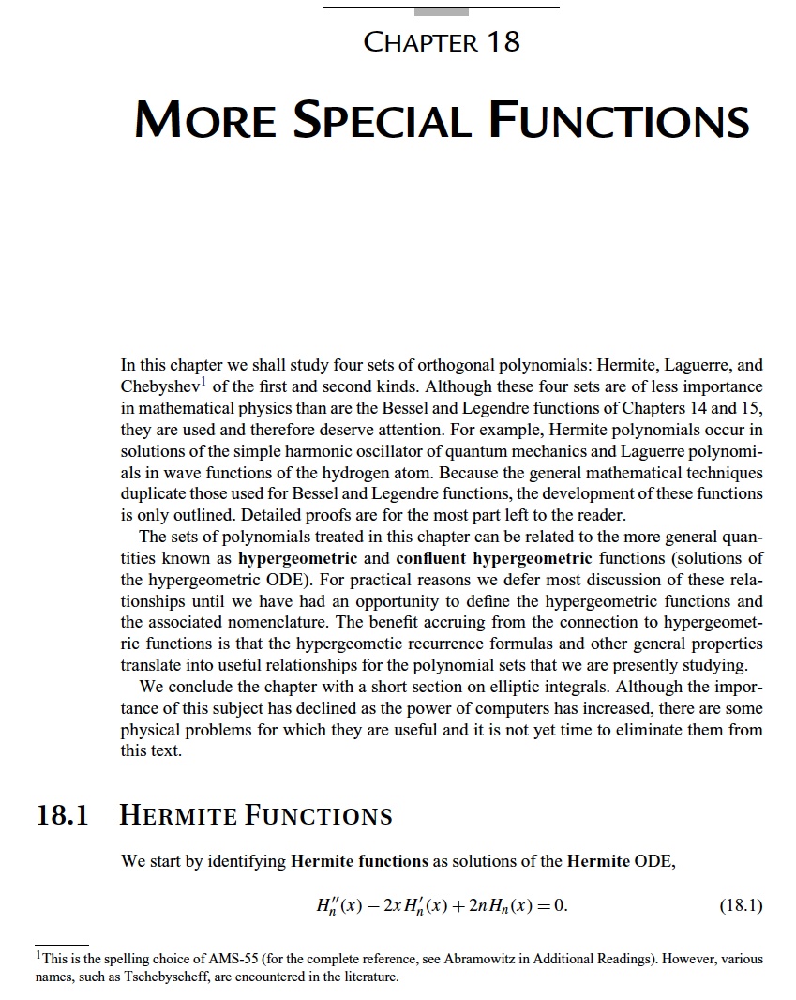 CHAPTER 18
MORE SPECIAL FUNCTIONS
In this chapter we shall study four sets of orthogonal polynomials: Hermite, Laguerre, and
Chebyshev¹ of the first and second kinds. Although these four sets are of less importance
in mathematical physics than are the Bessel and Legendre functions of Chapters 14 and 15,
they are used and therefore deserve attention. For example, Hermite polynomials occur in
solutions of the simple harmonic oscillator of quantum mechanics and Laguerre polynomi-
als in wave functions of the hydrogen atom. Because the general mathematical techniques
duplicate those used for Bessel and Legendre functions, the development of these functions
is only outlined. Detailed proofs are for the most part left to the reader.
The sets of polynomials treated in this chapter can be related to the more general quan-
tities known as hypergeometric and confluent hypergeometric functions (solutions of
the hypergeometric ODE). For practical reasons we defer most discussion of these rela-
tionships until we have had an opportunity to define the hypergeometric functions and
the associated nomenclature. The benefit accruing from the connection to hypergeomet-
ric functions is that the hypergeometic recurrence formulas and other general properties
translate into useful relationships for the polynomial sets that we are presently studying.
We conclude the chapter with a short section on elliptic integrals. Although the impor-
tance of this subject has declined as the power of computers has increased, there are some
physical problems for which they are useful and it is not yet time to eliminate them from
this text.
18.1 HERMITE FUNCTIONS
We start by identifying Hermite functions as solutions of the Hermite ODE,
Hₙ″(x) − 2xHₙ′(x) + 2nHₙ(x) = 0. (18.1)
¹This is the spelling choice of AMS-55 (for the complete reference, see Abramowitz in Additional Readings). However, various
names, such as Tschebyscheff, are encountered in the literature.